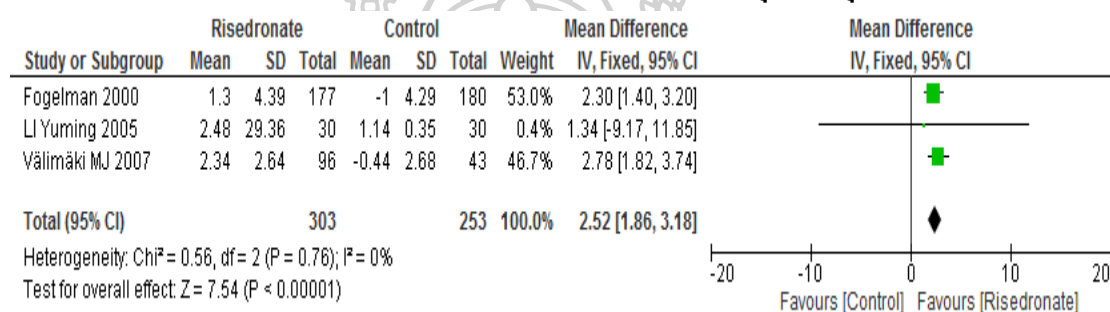 Risedronate Control Mean Difference Mean Difference
Study or Subgroup Mean SD Total Mean SD Total Weight IV, Fixed, 95% CI IV, Fixed, 95% CI
Fogelman 2000 1.3 4.39 177 -1 4.29 180 53.0% 2.30 [1.40, 3.20]
LI Yuming 2005 2.48 29.36 30 1.14 0.35 30 0.4% 1.34 [-9.17, 11.85]
Välimäki MJ 2007 2.34 2.64 96 -0.44 2.68 43 46.7% 2.78 [1.82, 3.74]
Total (95% CI) 303 253 100.0% 2.52 [1.86, 3.18]
Heterogeneity: Chi² = 0.56, df = 2 (P = 0.76); I² = 0%
Test for overall effect: Z = 7.54 (P < 0.00001)
-20 -10 0 10 20
Favours [Control] Favours [Risedronate]